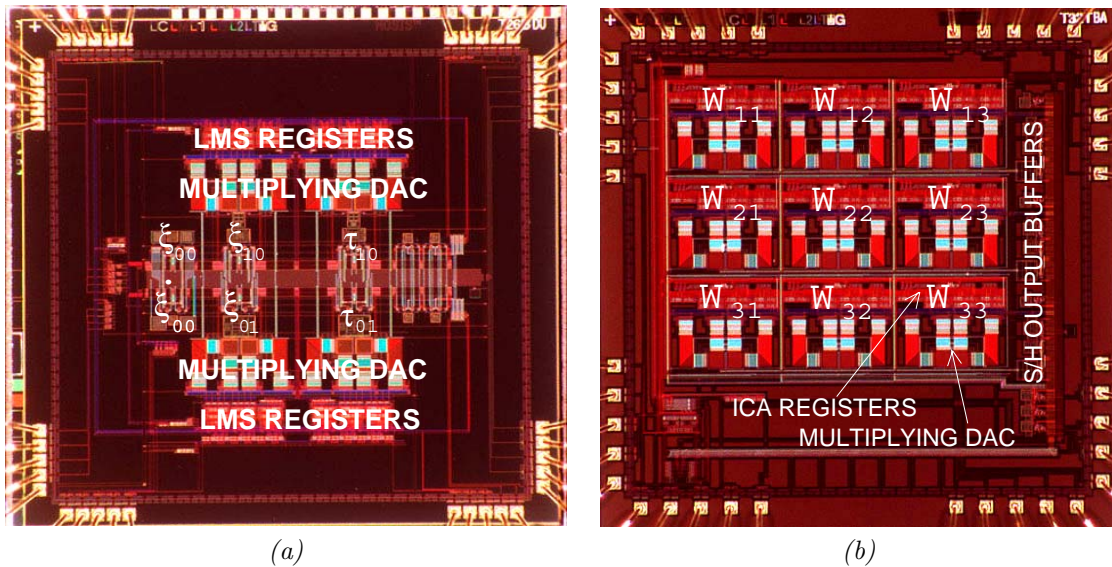 LMS REGISTERS
MULTIPLYING DAC
ξ00 ξ10 τ10
ξ̇00 ξ01 τ01
MULTIPLYING DAC
LMS REGISTERS
(a)
T32TBA
W11 W12 W13
W21 W22 W23
W31 W32 W33
S/H OUTPUT BUFFERS
ICA REGISTERS
MULTIPLYING DAC
(b)